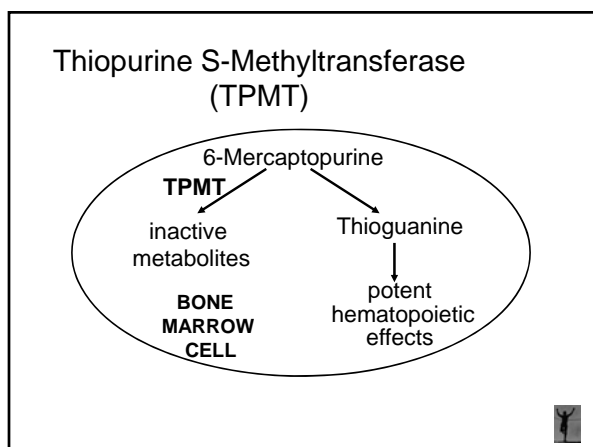 Thiopurine S-Methyltransferase
(TPMT)
6-Mercaptopurine
TPMT
inactive
metabolites
Thioguanine
potent
hematopoietic
effects
BONE
MARROW
CELL